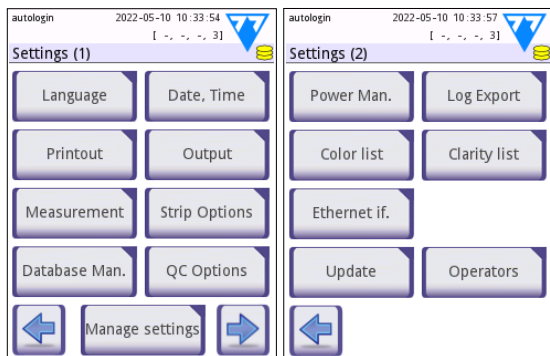 autologin 2022-05-10 10:33:54
[ -, -, -, 3]
Settings (1)
Language Date, Time
Printout Output
Measurement Strip Options
Database Man. QC Options
Manage settings
autologin 2022-05-10 10:33:57
[ -, -, -, 3]
Settings (2)
Power Man. Log Export
Color list Clarity list
Ethernet if.
Update Operators